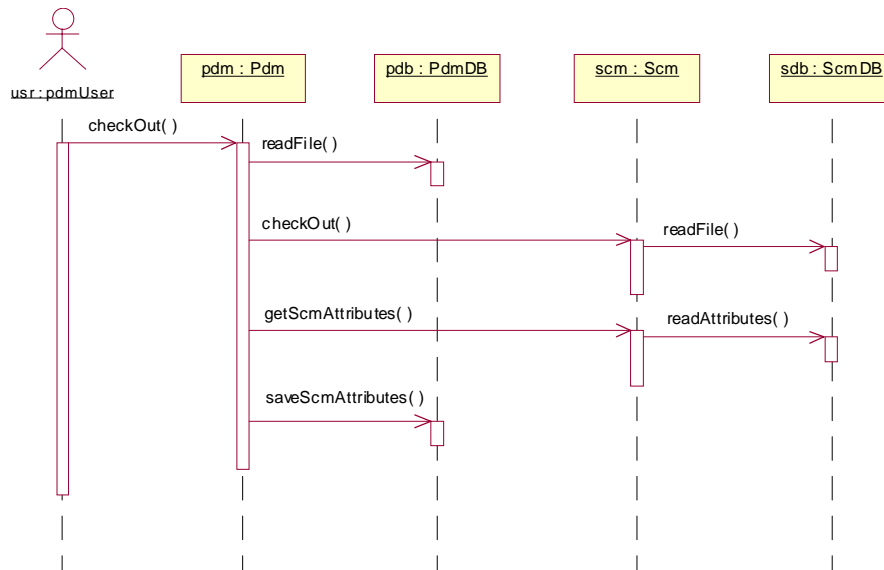 usr : pdmUser
pdm : Pdm
pdb : PdmDB
scm : Scm
sdb : ScmDB
checkOut( )
readFile( )
checkOut( )
readFile( )
getScmAttributes( )
readAttributes( )
saveScmAttributes( )